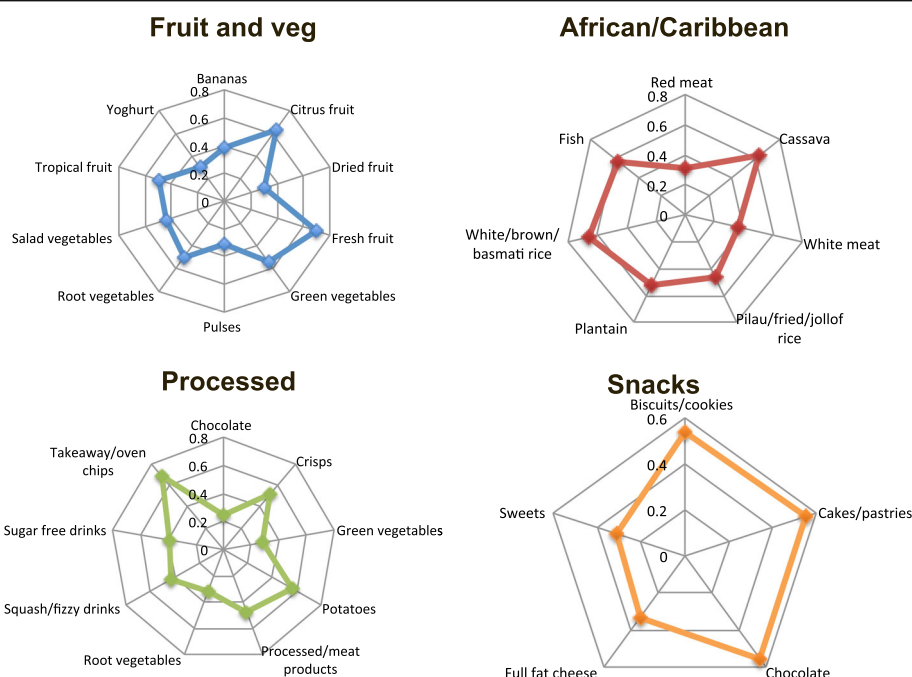 Fruit and veg
Bananas
0.8
0.6
0.4
0.2
0
Citrus fruit
Dried fruit
Fresh fruit
Green vegetables
Pulses
Root vegetables
Salad vegetables
Tropical fruit
Yoghurt
African/Caribbean
Red meat
0.8
0.6
0.4
0.2
0
Cassava
White meat
Pilau/fried/jollof
rice
Plantain
White/brown/
basmati rice
Fish
Processed
Chocolate
0.8
0.6
0.4
0.2
0
Crisps
Green vegetables
Potatoes
Processed/meat
products
Root vegetables
Squash/fizzy drinks
Sugar free drinks
Takeaway/oven
chips
Snacks
Biscuits/cookies
0.6
0.4
0.2
0
Cakes/pastries
Chocolate
Full fat cheese
Sweets